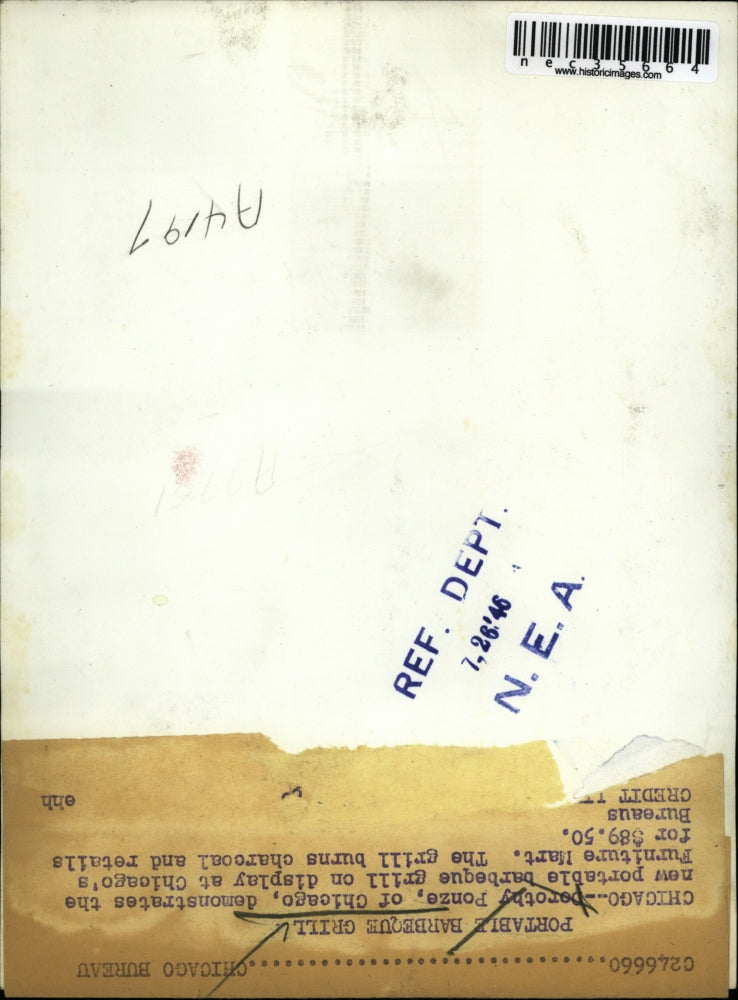 nec35664
www.historicimages.com
A4197
REF. DEPT.
7,26,'46
N. E. A.
C246660..............................CHICAGO BUREAU
PORTABLE BARBEQUE GRILL
CHICAGO--Dorothy Ponze, of Chicago, demonstrates the
new portable barbeque grill on display at Chicago's
Furniture Mart. The grill burns charcoal and retails
for $89.50.
Bureaus
CREDIT ehh